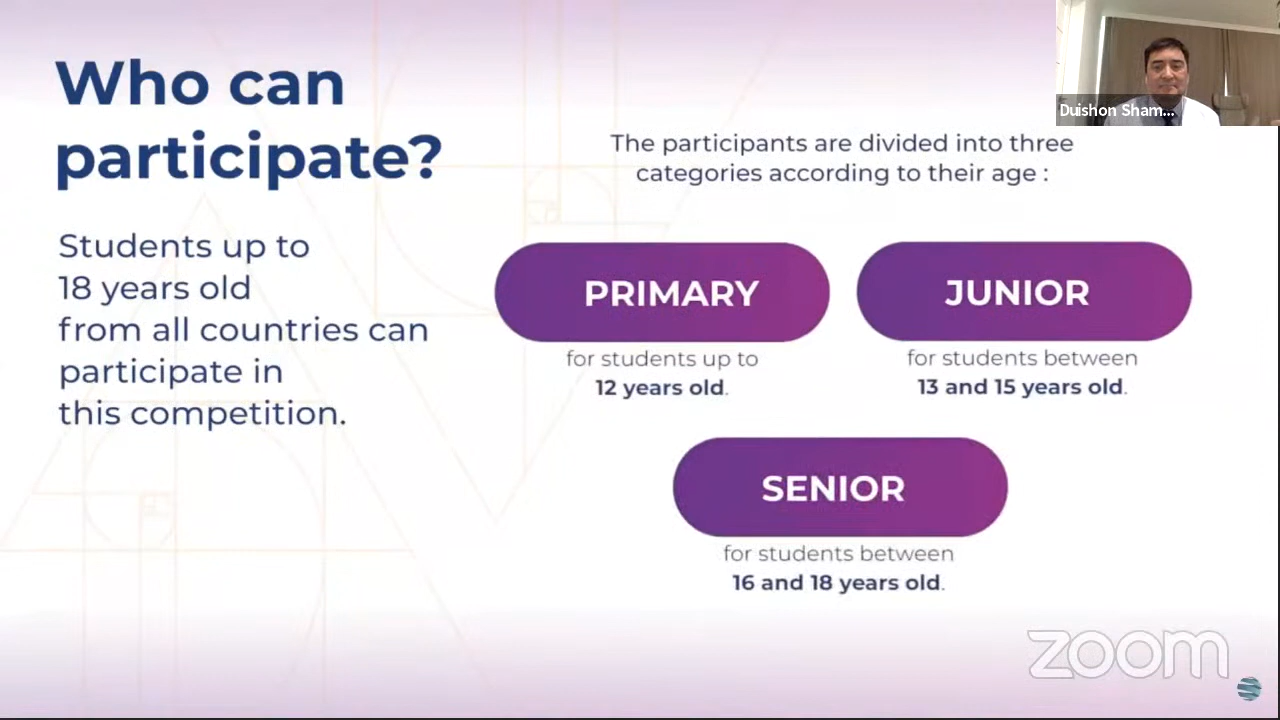 Who can
participate?
Students up to
18 years old
from all countries can
participate in
this competition.
The participants are divided into three
categories according to their age :
PRIMARY
for students up to
12 years old.
JUNIOR
for students between
13 and 15 years old.
SENIOR
for students between
16 and 18 years old.
Duishon Sham...
zoom